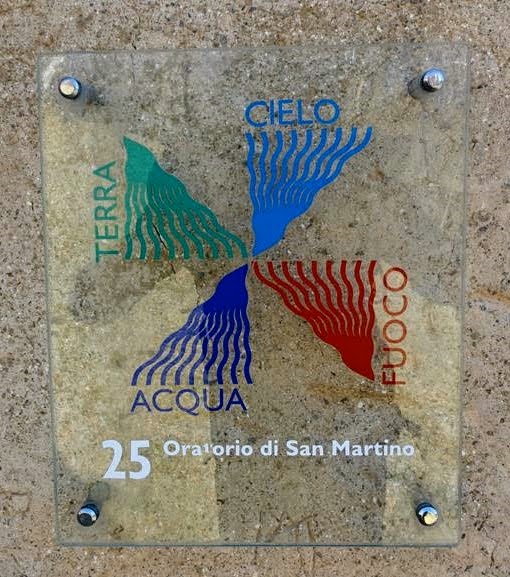 CIELO
TERRA
FUOCO
ACQUA
25 Oratorio di San Martino